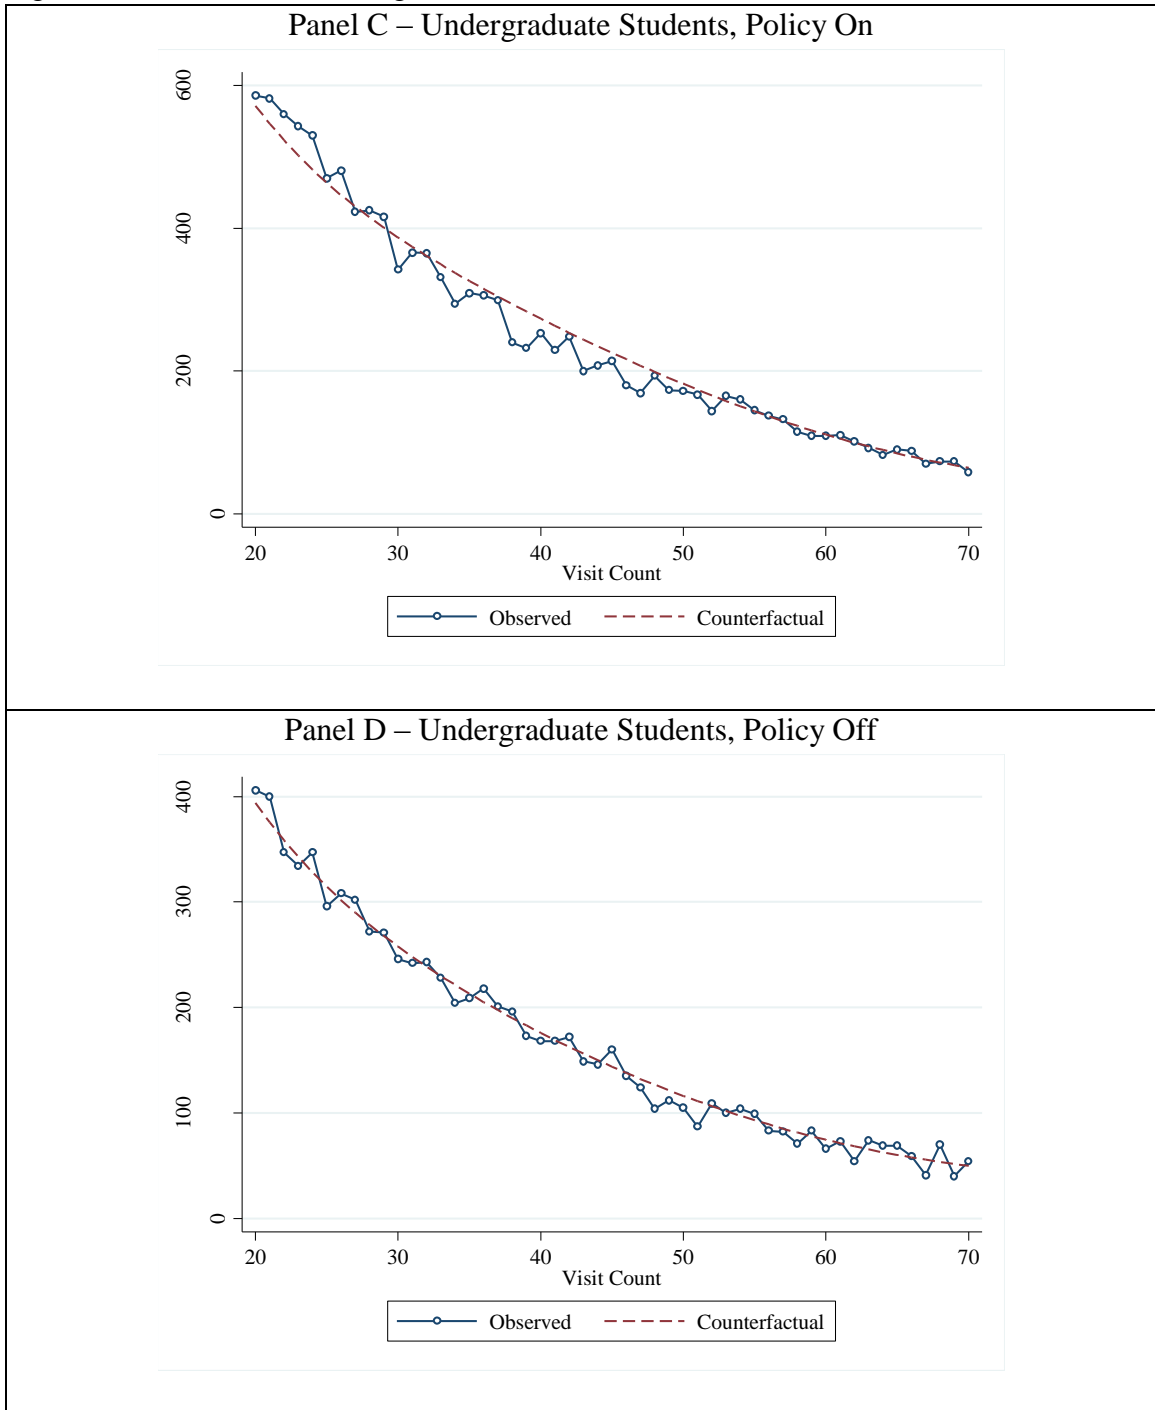 Panel C – Undergraduate Students, Policy On
600
400
200
0
20 30 40 50 60 70
Visit Count
Observed Counterfactual
Panel D – Undergraduate Students, Policy Off
400
300
200
100
0
20 30 40 50 60 70
Visit Count
Observed Counterfactual